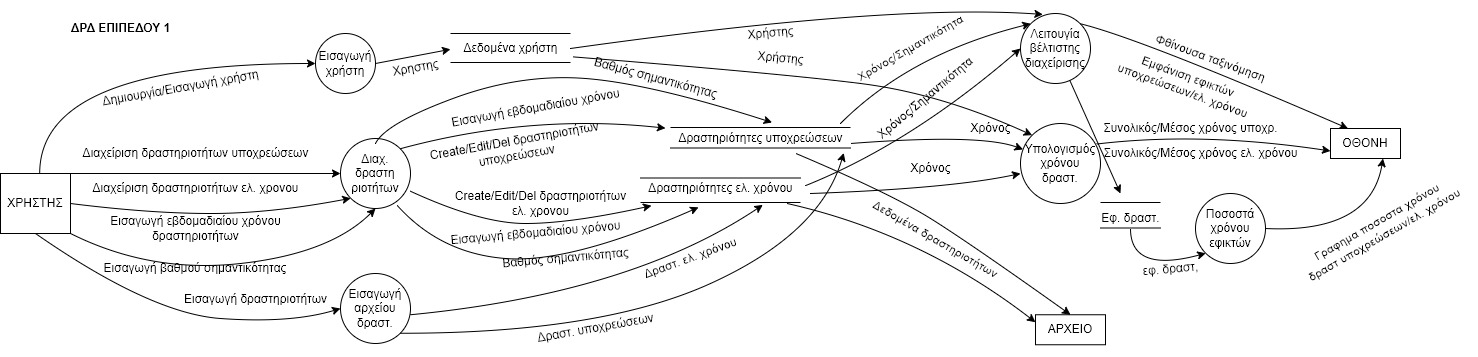 ΔΡΔ ΕΠΙΠΕΔΟΥ 1
ΧΡΗΣΤΗΣ
Δημιουργία/Εισαγωγή χρήστη
Διαχείριση δραστηριοτήτων υποχρεώσεων
Διαχείριση δραστηριοτήτων ελ. χρονου
Εισαγωγή εβδομαδιαίου χρόνου
δραστηριοτήτων
Εισαγωγή βαθμού σημαντικότητας
Εισαγωγή δραστηριοτήτων
Εισαγωγή
χρήστη
Χρηστης
Δεδομένα χρήστη
Διαχ.
δραστη
ριοτήτων
Βαθμός σημαντικότητας
Εισαγωγή εβδομαδιαίου χρόνου
Create/Edit/Del δραστηριοτήτων
υποχρεώσεων
Create/Edit/Del δραστηριοτήτων
ελ. χρονου
Εισαγωγή εβδομαδιαίου χρόνου
Βαθμός σημαντικότητας
Εισαγωγή
αρχείου
δραστ.
Δραστ. ελ. χρόνου
Δραστ. υποχρεώσεων
Δραστηριότητες υποχρεώσεων
Δραστηριότητες ελ. χρόνου
Χρήστης
Χρήστης
Χρόνος/Σημαντικότητα
Χρόνος/Σημαντικότητα
Χρόνος
Χρόνος
Δεδομένα δραστηριοτήτων
ΑΡΧΕΙΟ
Λειτουγία
βέλτιστης
διαχείρισης
Υπολογισμός
χρόνου
δραστ.
Φθίνουσα ταξινόμηση
Εμφάνιση εφικτών
υποχρεώσεων/ελ. χρόνου
Συνολικός/Μέσος χρόνος υποχρ.
Συνολικός/Μέσος χρόνος ελ. χρόνου
ΟΘΟΝΗ
Εφ. δραστ.
εφ. δραστ,
Ποσοστά
χρόνου
εφικτών
Γραφημα ποσοστα χρόνου
δραστ υποχρεώσεων/ελ. χρόνου